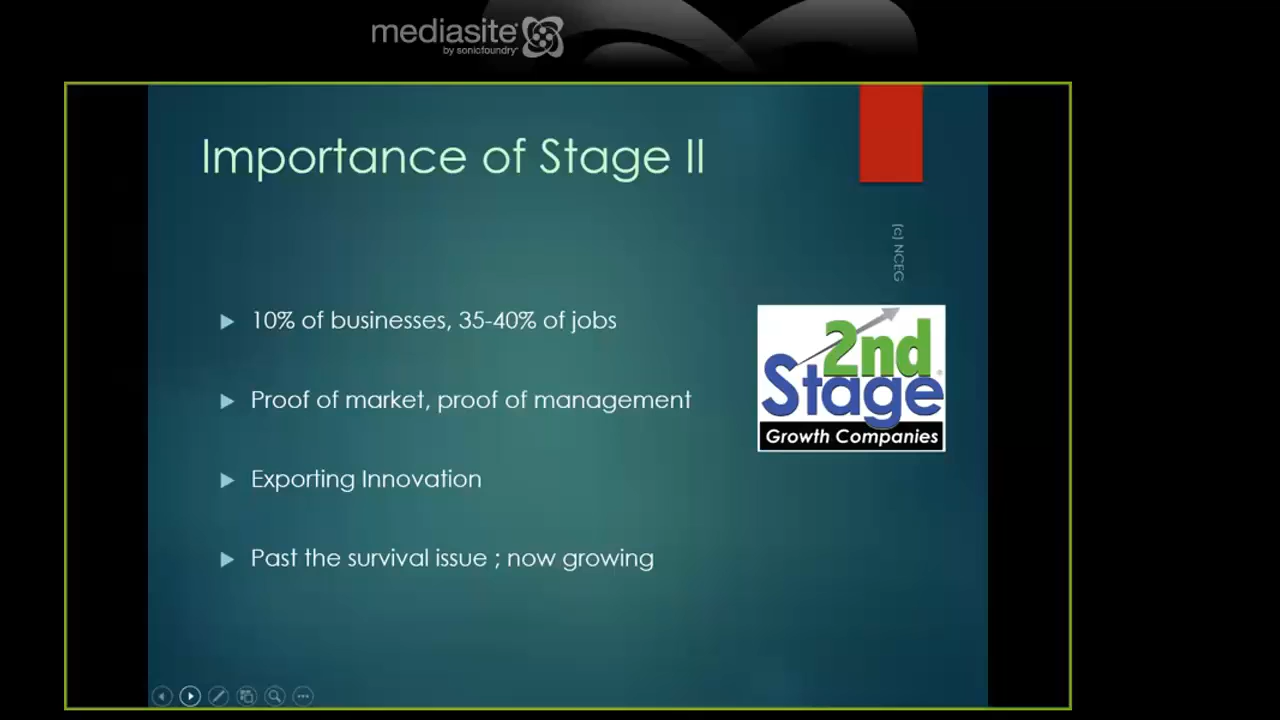 mediasite
by sonicfoundry
Importance of Stage II
(c) NCEG
10% of businesses, 35-40% of jobs
Proof of market, proof of management
Exporting Innovation
Past the survival issue ; now growing
2nd
Stage
Growth Companies